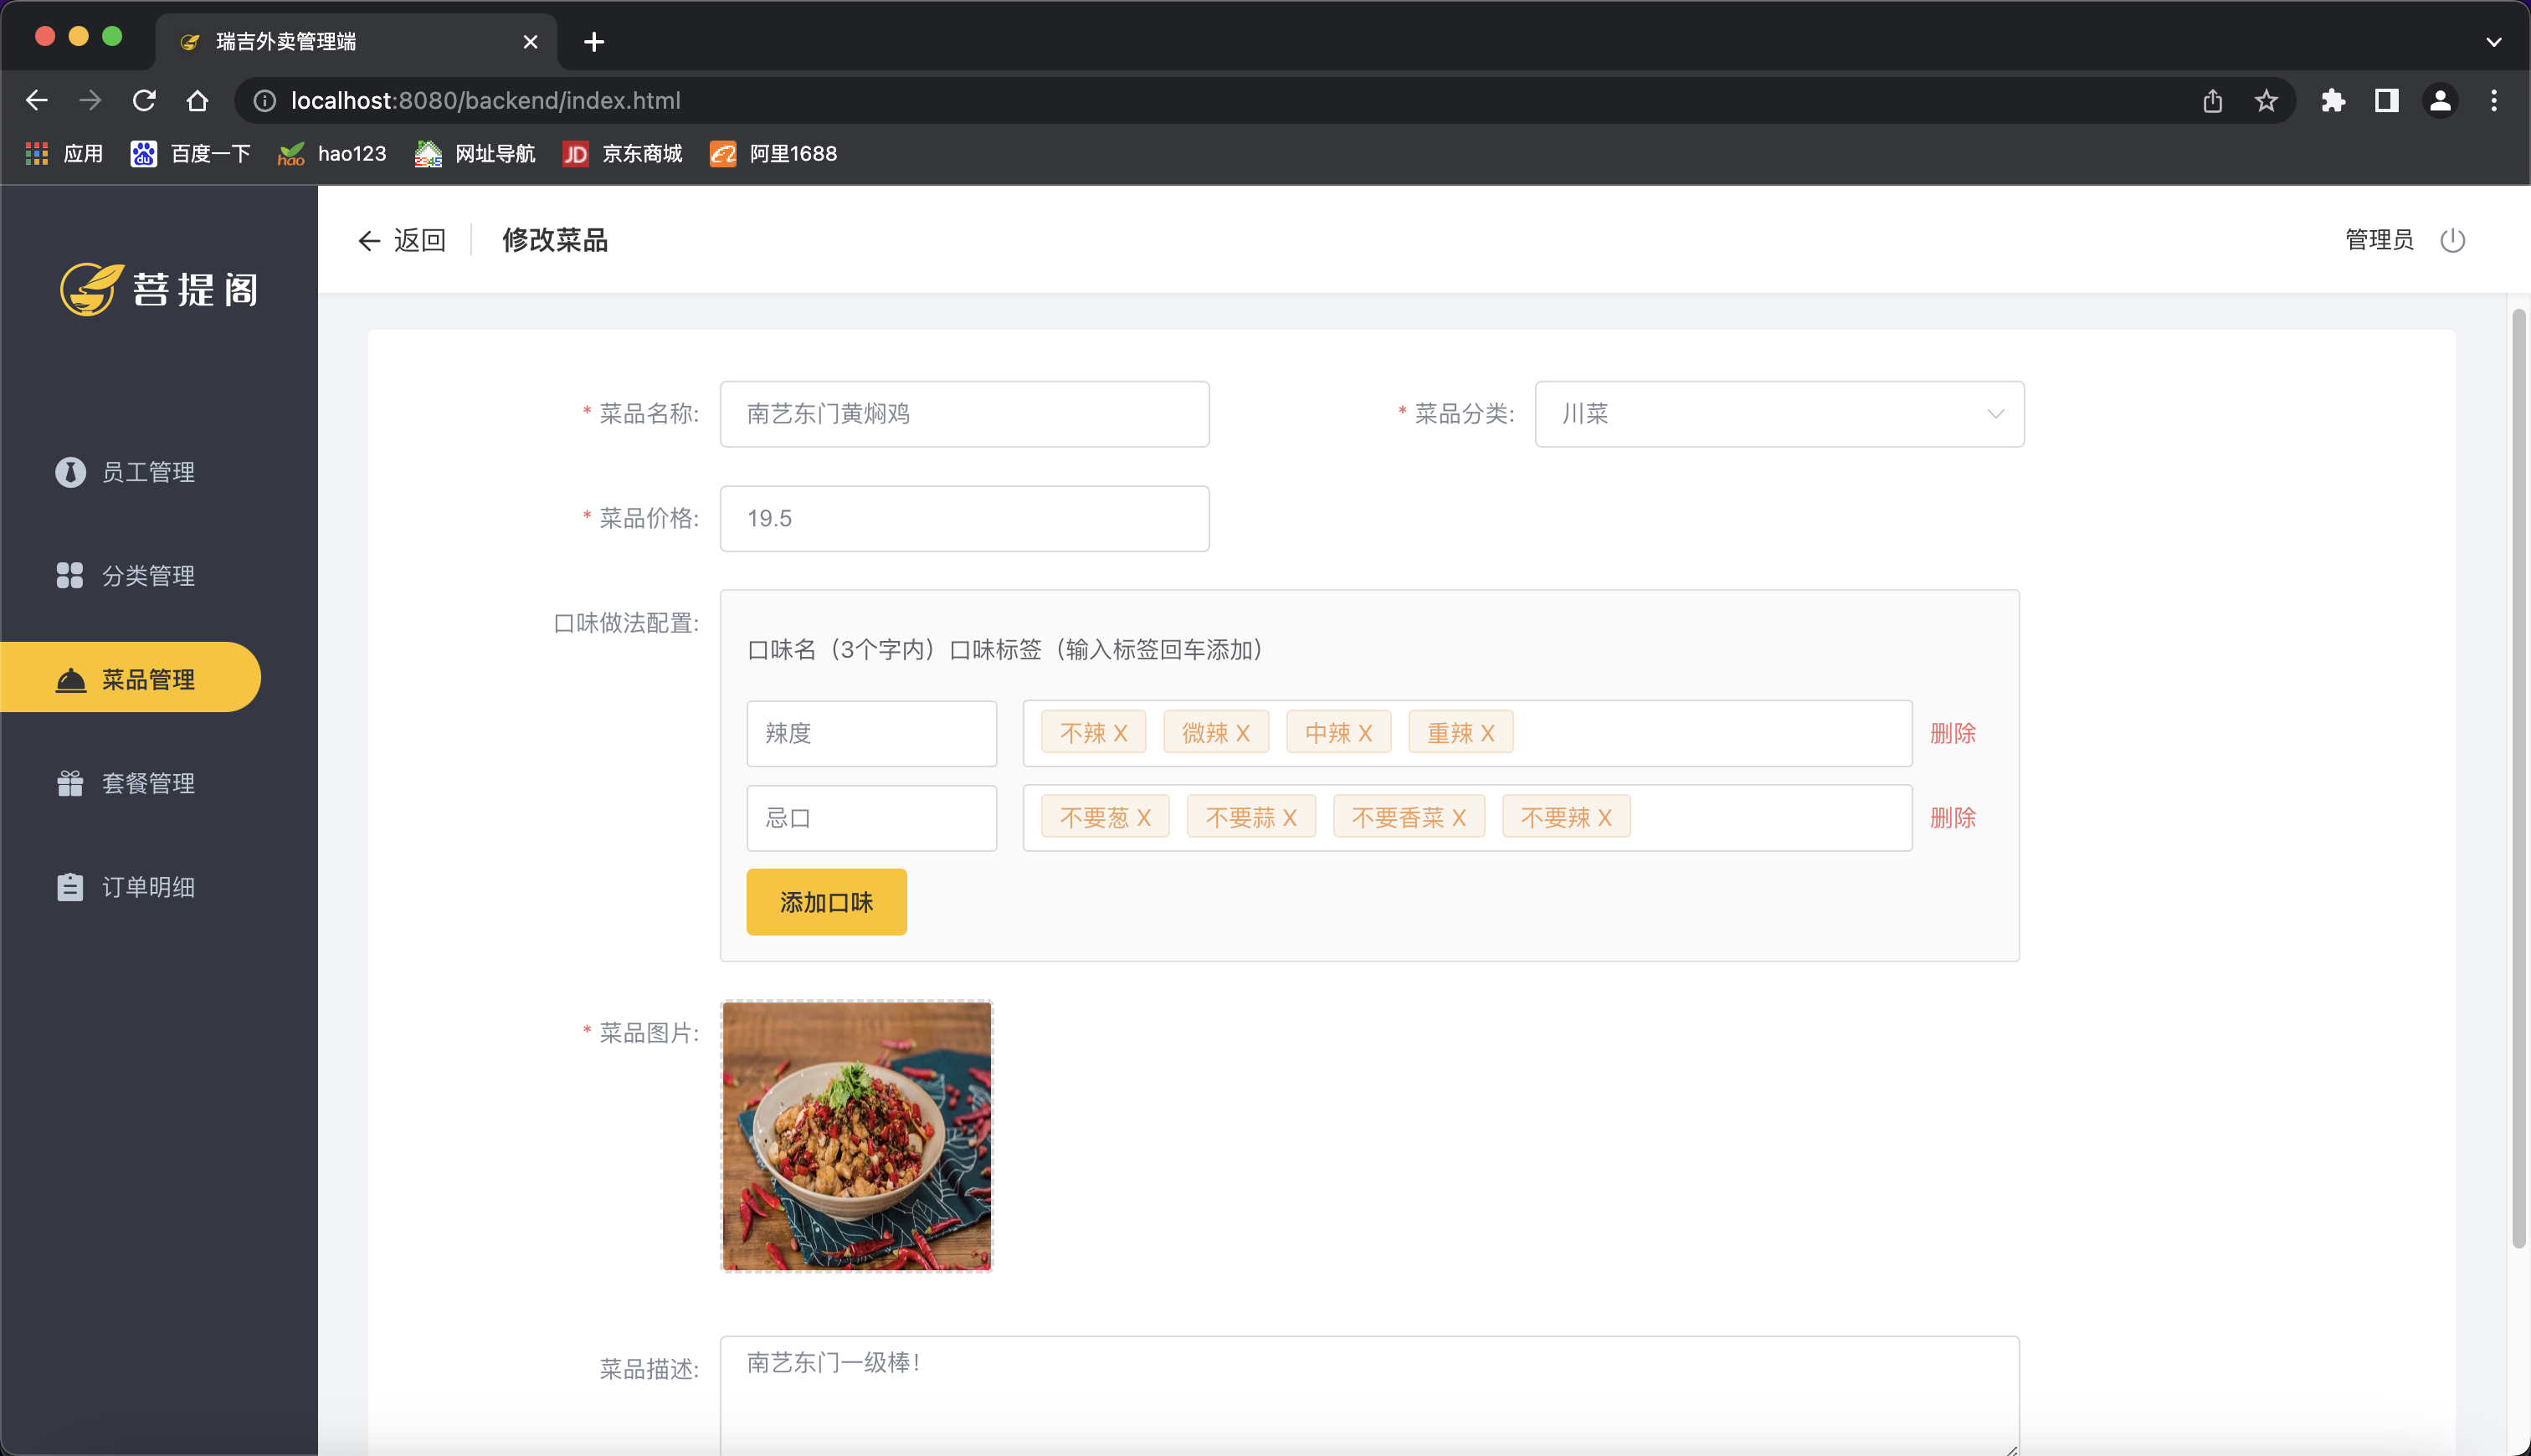 瑞吉外卖管理端
localhost:8080/backend/index.html
应用 百度一下 hao123 网址导航 京东商城 阿里1688
菩提阁
返回 修改菜品 管理员
员工管理
分类管理
菜品管理
套餐管理
订单明细
* 菜品名称: 南艺东门黄焖鸡 * 菜品分类: 川菜
* 菜品价格: 19.5
口味做法配置:
口味名（3个字内）口味标签（输入标签回车添加）
辣度 不辣 X 微辣 X 中辣 X 重辣 X 删除
忌口 不要葱 X 不要蒜 X 不要香菜 X 不要辣 X 删除
添加口味
* 菜品图片:
菜品描述: 南艺东门一级棒！